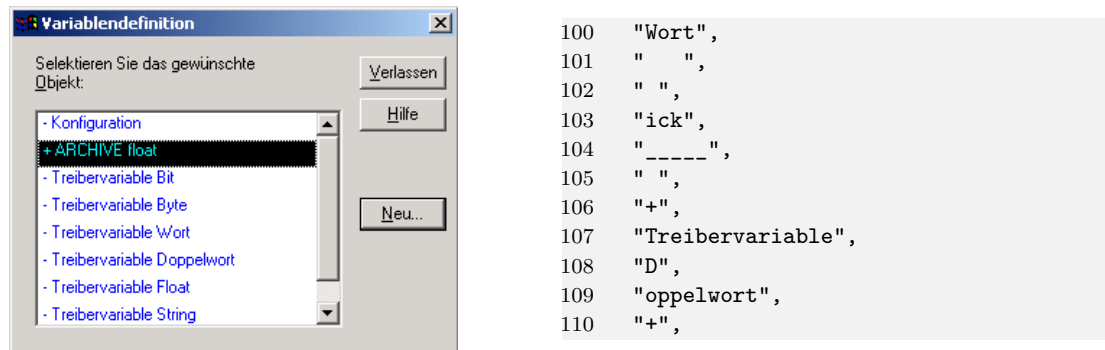 Variablendefinition
Selektieren Sie das gewünschte
Objekt:
Verlassen
Hilfe
- Konfiguration
+ ARCHIVE float
- Treibervariable Bit
- Treibervariable Byte
- Treibervariable Wort
- Treibervariable Doppelwort
- Treibervariable Float
- Treibervariable String
Neu...
100 "Wort",
101 "   ",
102 " ",
103 "ick",
104 "_____",
105 " ",
106 "+",
107 "Treibervariable",
108 "D",
109 "oppelwort",
110 "+",